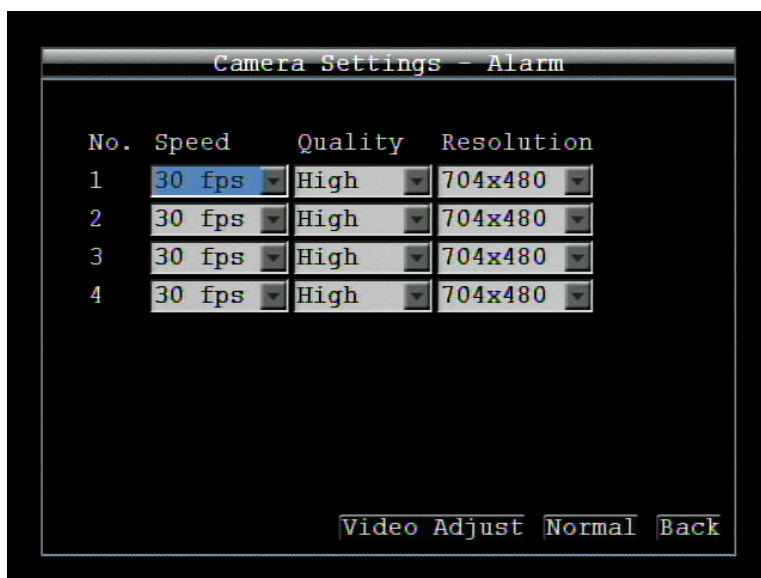 Camera Settings - Alarm
No. Speed Quality Resolution
1 30 fps High 704x480
2 30 fps High 704x480
3 30 fps High 704x480
4 30 fps High 704x480
Video Adjust Normal Back